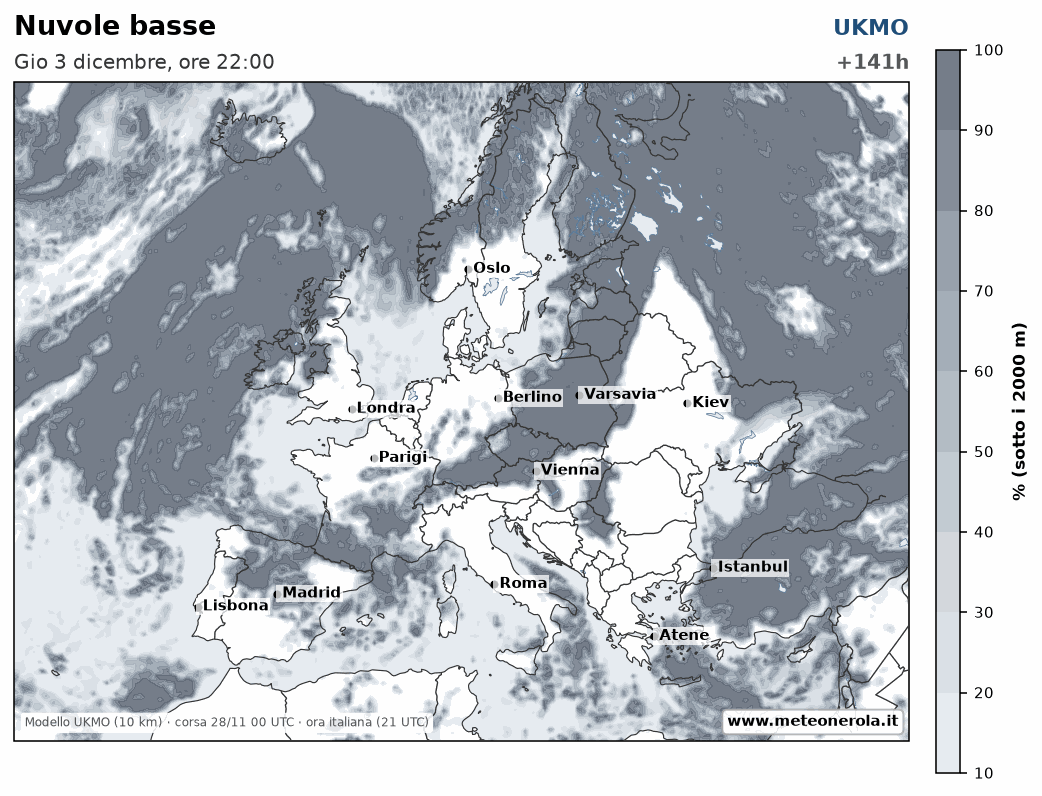 Nuvole basse
UKMO
Gio 3 dicembre, ore 22:00
+141h
100
90
80
70
60
50
40
30
20
10
% (sotto i 2000 m)
Oslo
Londra
Berlino
Varsavia
Kiev
Parigi
Vienna
Istanbul
Madrid
Roma
Lisbona
Atene
Modello UKMO (10 km) · corsa 28/11 00 UTC · ora italiana (21 UTC)
www.meteonerola.it